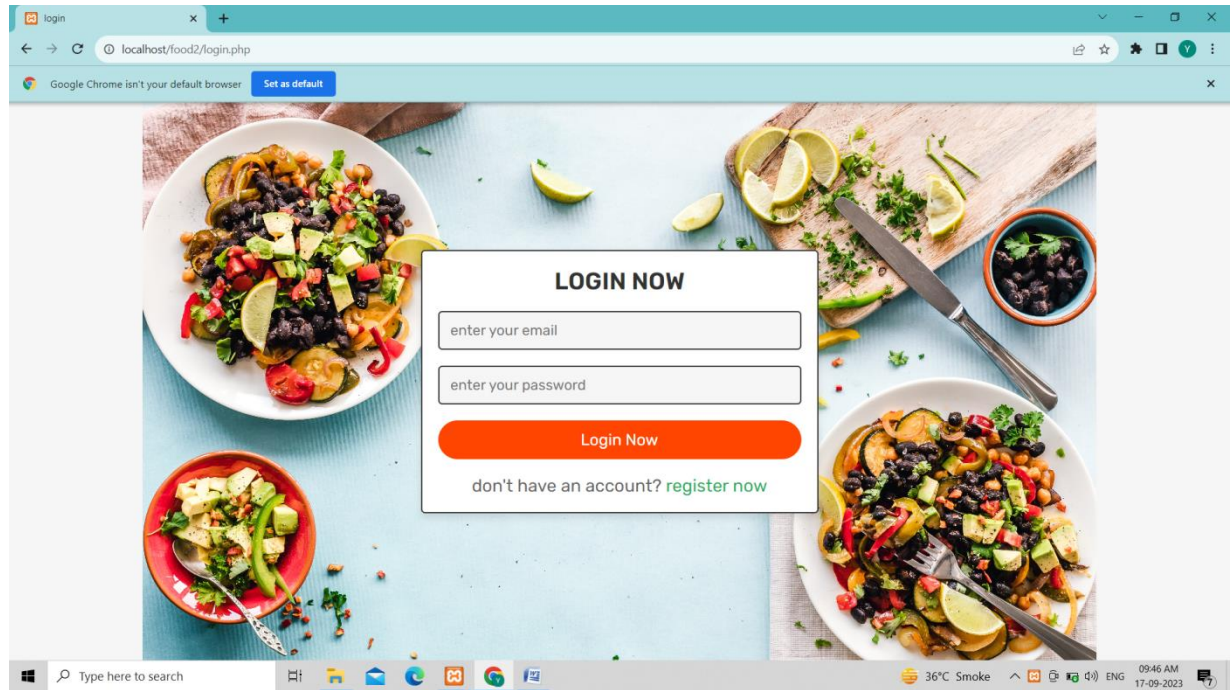 login
localhost/food2/login.php
Google Chrome isn't your default browser Set as default
LOGIN NOW
enter your email
enter your password
Login Now
don't have an account? register now
Type here to search
36°C Smoke
ENG
09:46 AM
17-09-2023
7
Y